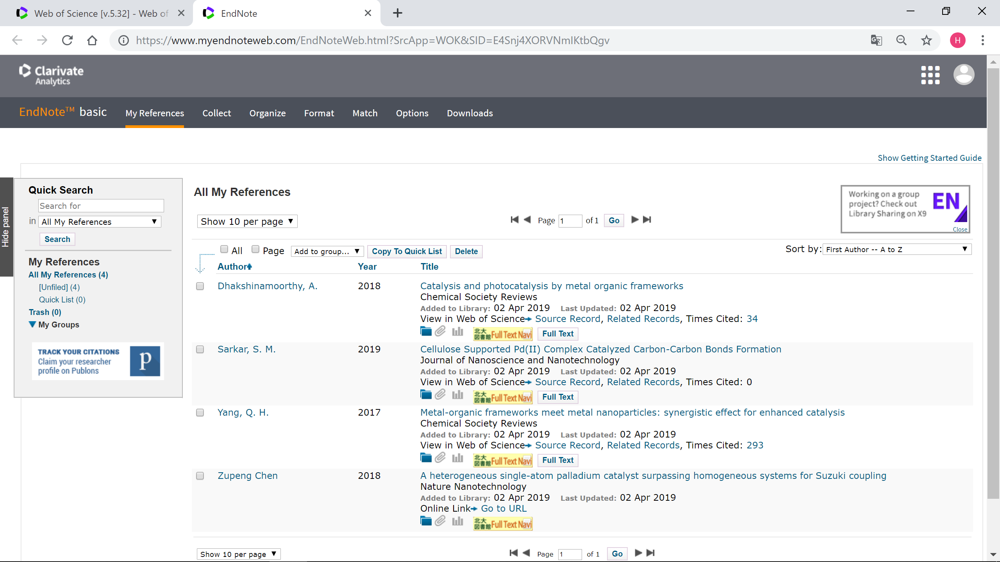 Web of Science [v.5.32] - Web of
EndNote
https://www.myendnoteweb.com/EndNoteWeb.html?SrcApp=WOK&SID=E4Snj4XORVNmIKtbQgv
H
Clarivate
Analytics
EndNote™ basic My References Collect Organize Format Match Options Downloads
Show Getting Started Guide
Hide panel
Quick Search
Search for
in All My References
Search
My References
All My References (4)
[Unfiled] (4)
Quick List (0)
Trash (0)
My Groups
TRACK YOUR CITATIONS
Claim your researcher
profile on Publons
p
All My References
Working on a group
project? Check out
Library Sharing on X9
EN
Close
Show 10 per page
Page 1 of 1 Go
All Page Add to group... Copy To Quick List Delete
Sort by: First Author -- A to Z
Author Year Title
Dhakshinamoorthy, A. 2018 Catalysis and photocatalysis by metal organic frameworks
Chemical Society Reviews
Added to Library: 02 Apr 2019 Last Updated: 02 Apr 2019
View in Web of Science Source Record, Related Records, Times Cited: 34
北大図書館 Full Text Navi Full Text
Sarkar, S. M. 2019 Cellulose Supported Pd(II) Complex Catalyzed Carbon-Carbon Bonds Formation
Journal of Nanoscience and Nanotechnology
Added to Library: 02 Apr 2019 Last Updated: 02 Apr 2019
View in Web of Science Source Record, Related Records, Times Cited: 0
北大図書館 Full Text Navi Full Text
Yang, Q. H. 2017 Metal-organic frameworks meet metal nanoparticles: synergistic effect for enhanced catalysis
Chemical Society Reviews
Added to Library: 02 Apr 2019 Last Updated: 02 Apr 2019
View in Web of Science Source Record, Related Records, Times Cited: 293
北大図書館 Full Text Navi Full Text
Zupeng Chen 2018 A heterogeneous single-atom palladium catalyst surpassing homogeneous systems for Suzuki coupling
Nature Nanotechnology
Added to Library: 02 Apr 2019 Last Updated: 02 Apr 2019
Online Link Go to URL
北大図書館 Full Text Navi
Show 10 per page
Page 1 of 1 Go